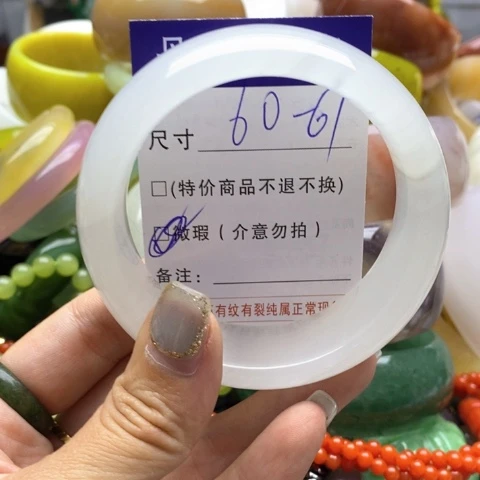 尺寸 60-61
□(特价商品不退不换)
☑微瑕(介意勿拍)
备注:
有纹有裂纯属正常现